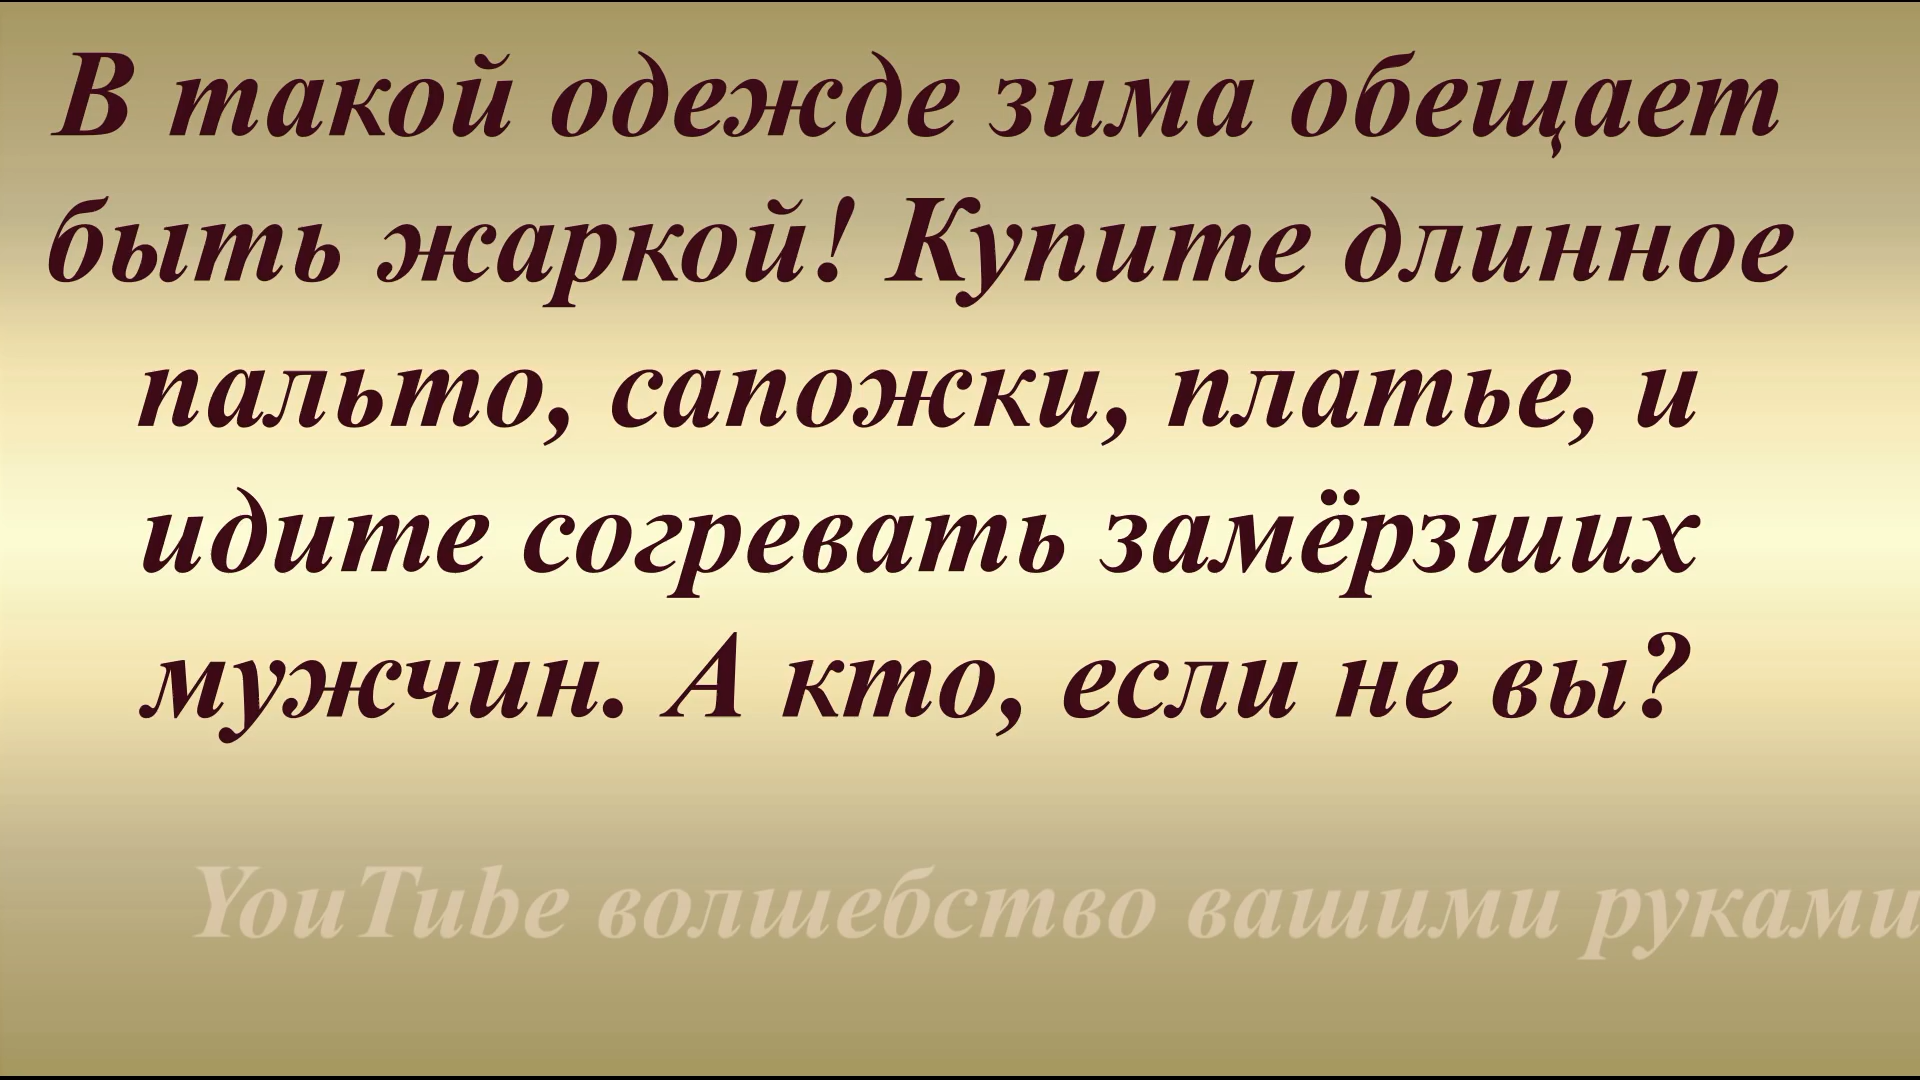 В такой одежде зима обещает
быть жаркой! Купите длинное
пальто, сапожки, платье, и
идите согревать замёрзших
мужчин. А кто, если не вы?
YouTube волшебство вашими руками